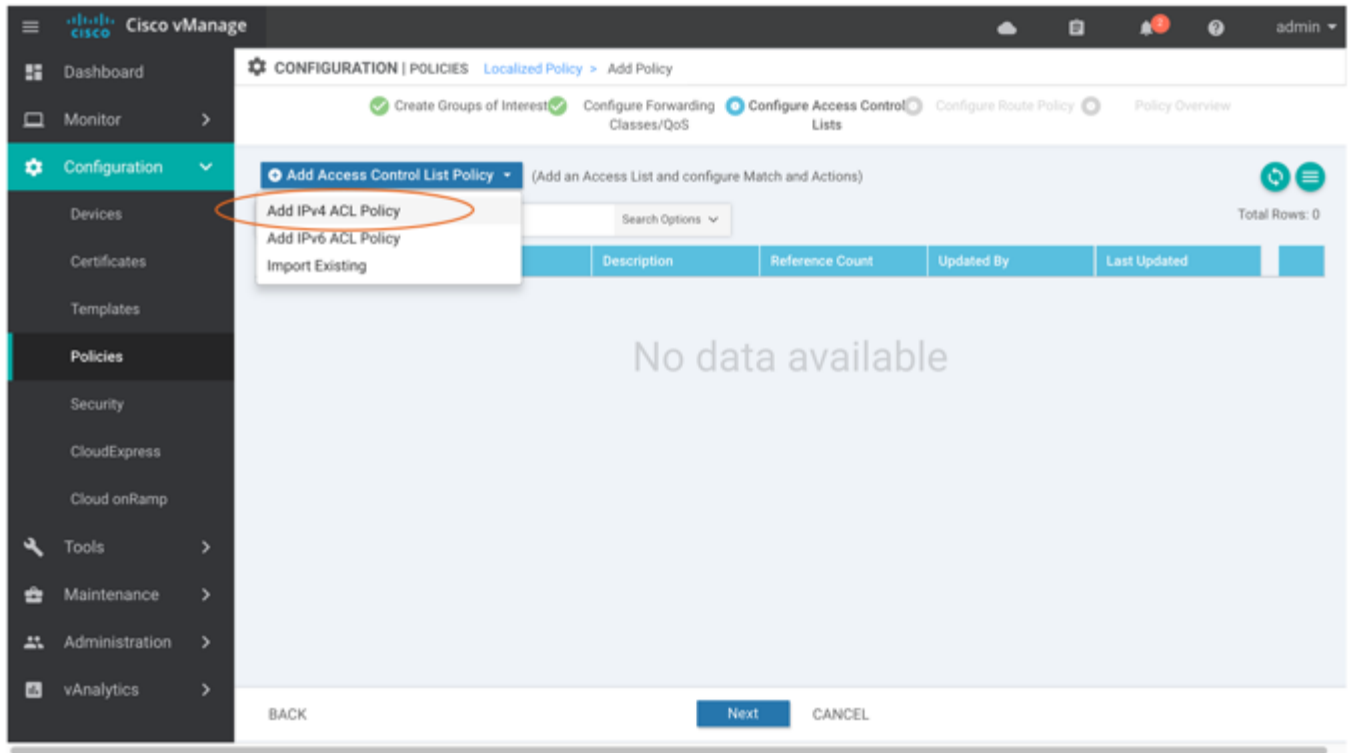 CISCO Cisco vManage
2
admin
Dashboard
Monitor
Configuration
Devices
Certificates
Templates
Policies
Security
CloudExpress
Cloud onRamp
Tools
Maintenance
Administration
vAnalytics
CONFIGURATION | POLICIES Localized Policy > Add Policy
Create Groups of Interest
Configure Forwarding
Classes/QoS
Configure Access Control
Lists
Configure Route Policy
Policy Overview
Add Access Control List Policy
(Add an Access List and configure Match and Actions)
Add IPv4 ACL Policy
Add IPv6 ACL Policy
Import Existing
Search Options
Total Rows: 0
Description Reference Count Updated By Last Updated
No data available
BACK Next CANCEL